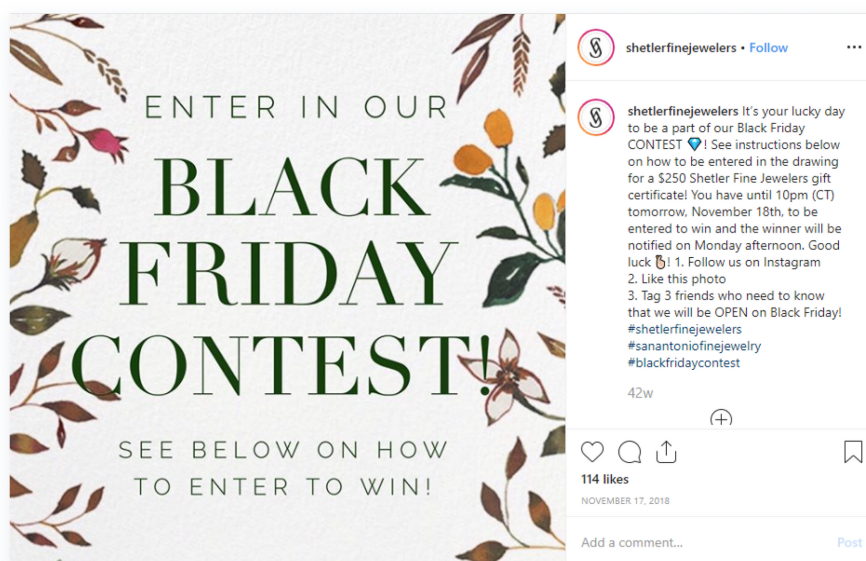 ENTER IN OUR
BLACK
FRIDAY
CONTEST!
SEE BELOW ON HOW
TO ENTER TO WIN!
shetlerfinejewelers • Follow
shetlerfinejewelers It's your lucky day
to be a part of our Black Friday
CONTEST 💎! See instructions below
on how to be entered in the drawing
for a $250 Shetler Fine Jewelers gift
certificate! You have until 10pm (CT)
tomorrow, November 18th, to be
entered to win and the winner will be
notified on Monday afternoon. Good
luck 🤞🏼! 1. Follow us on Instagram
2. Like this photo
3. Tag 3 friends who need to know
that we will be OPEN on Black Friday!
#shetlerfinejewelers
#sanantoniofinejewelry
#blackfridaycontest
42w
114 likes
NOVEMBER 17, 2018
Add a comment...
Post